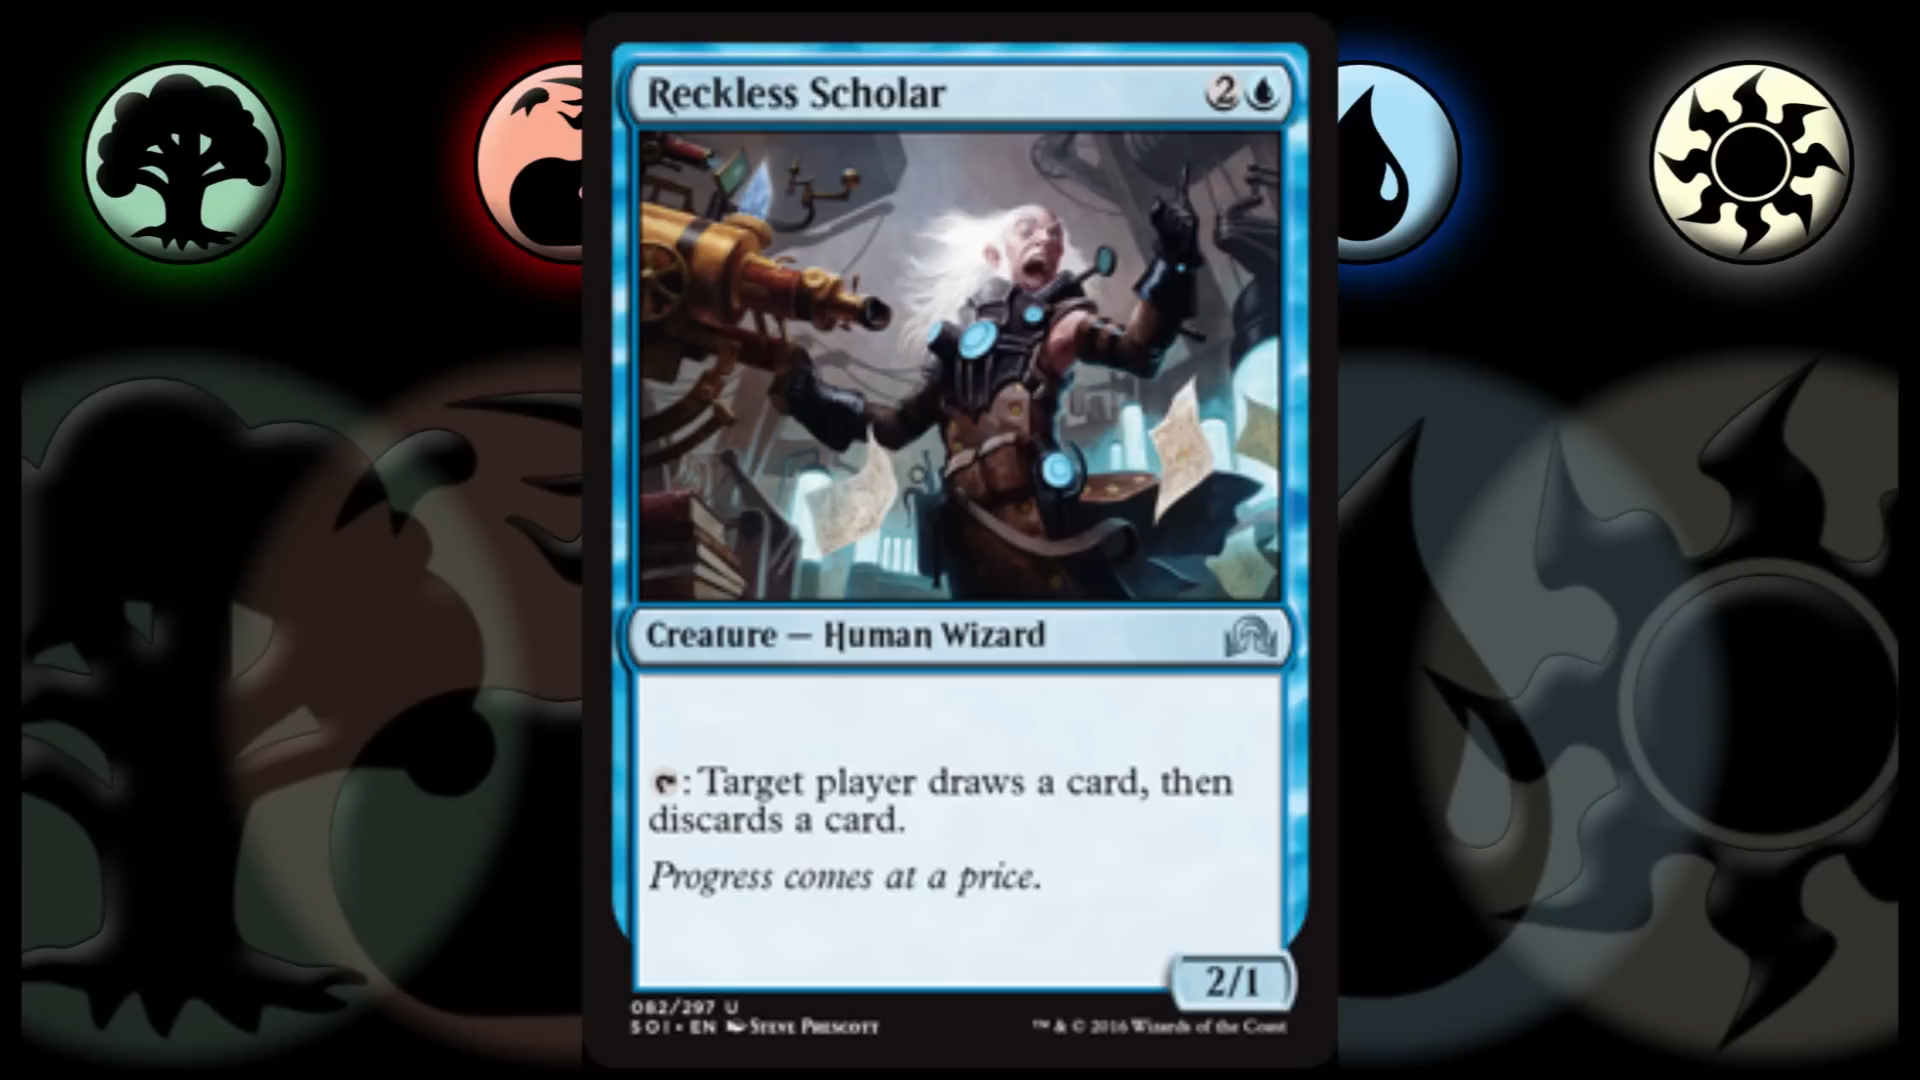 Reckless Scholar 2
Creature — Human Wizard
: Target player draws a card, then
discards a card.
Progress comes at a price.
2/1
082/297 U
SOI • EN Steve Prescott
™ & © 2016 Wizards of the Coast